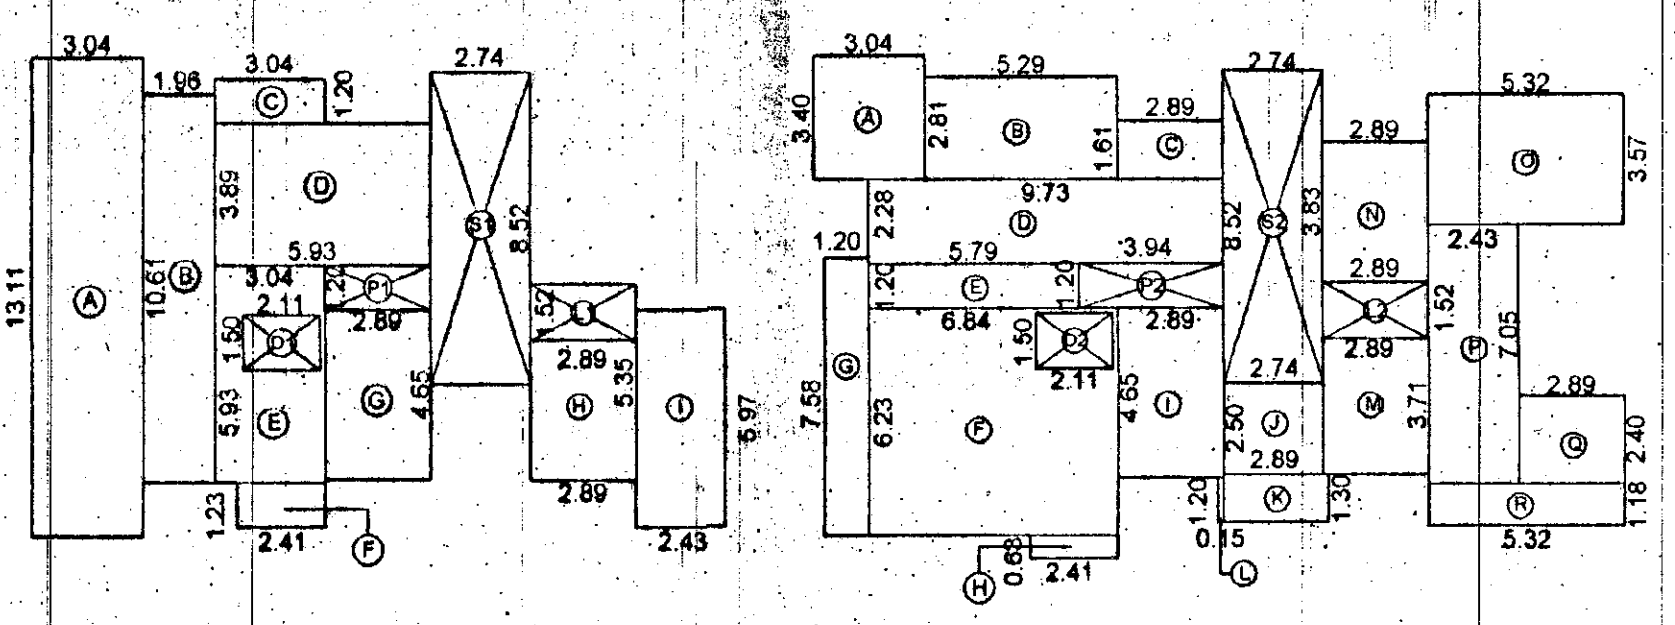 3.04
1.96
3.04
1.20
2.74
C
D
3.89
5.93
3.04
2.11
1.20
P1
2.89
1.50
D1
13.11
A
10.61
B
S1
8.52
1.52
L1
2.89
5.93
E
G
4.65
H
5.35
I
5.97
2.89
2.43
1.23
2.41
F
3.04
5.29
2.74
5.32
3.40
A
2.81
B
1.61
2.89
C
2.89
O
3.57
9.73
2.28
D
8.52
S2
3.83
N
2.43
1.20
5.79
3.94
2.89
1.20
E
1.20
P2
6.84
2.89
1.50
D2
2.11
2.74
L2
1.52
2.89
P
7.05
G
7.58
6.23
F
4.65
I
2.50
J
2.89
M
3.71
2.89
Q
2.40
1.20
K
1.30
R
1.18
0.15
5.32
H
0.63
2.41
L